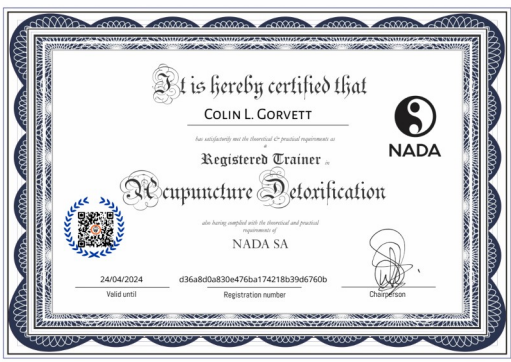 It is hereby certified that
COLIN L. GORVETT
has satisfactorily met the theoretical & practical requirements as
a
Registered Trainer in
Acupuncture Detoxification
also having complied with the theoretical and practical
requirements of
NADA SA
NADA
24/04/2024
Valid until
d36a8d0a830e476ba174218b39d6760b
Registration number
Chairperson